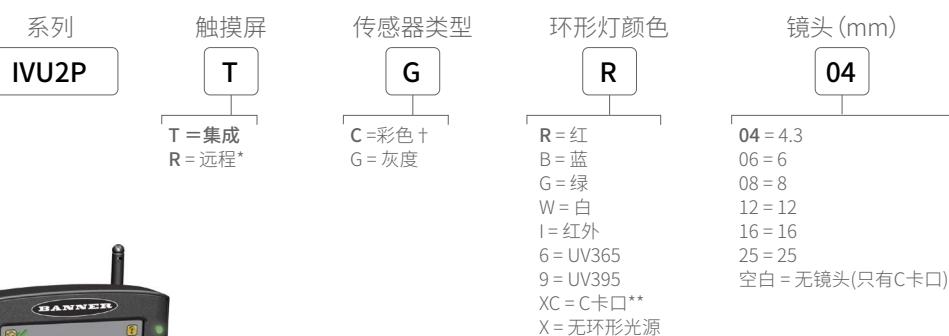 系列
IVU2P
触摸屏
T
T =集成
R = 远程*
传感器类型
G
C =彩色†
G = 灰度
环形灯颜色
R
R = 红
B = 蓝
G = 绿
W = 白
I = 红外
6 = UV365
9 = UV395
XC = C卡口**
X = 无环形光源
镜头 (mm)
04
04 = 4.3
06 = 6
08 = 8
12 = 12
16 = 16
25 = 25
空白 = 无镜头(只有C卡口)
BANNER